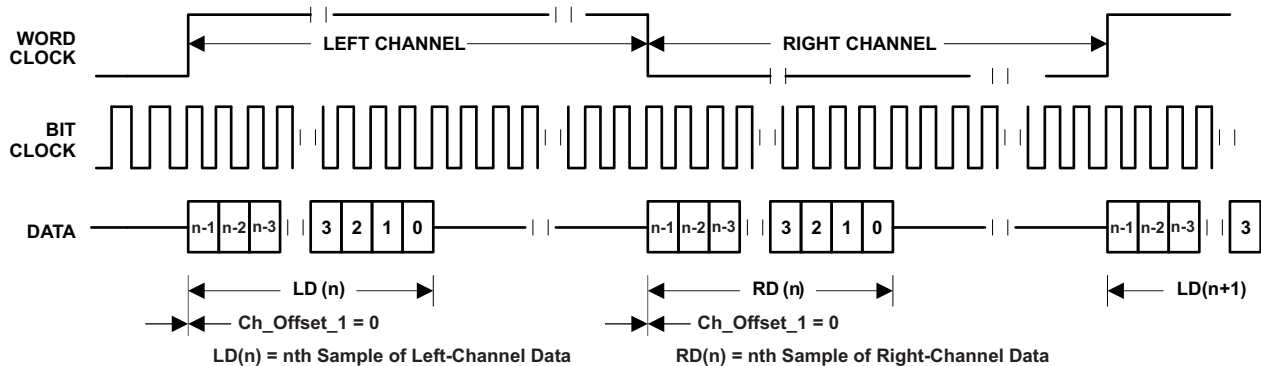 WORD
CLOCK
LEFT CHANNEL
RIGHT CHANNEL
BIT
CLOCK
DATA
n-1 n-2 n-3 3 2 1 0 n-1 n-2 n-3 3 2 1 0 n-1 n-2 n-3 3
LD (n) RD (n) LD(n+1)
Ch_Offset_1 = 0 Ch_Offset_1 = 0
LD(n) = nth Sample of Left-Channel Data RD(n) = nth Sample of Right-Channel Data